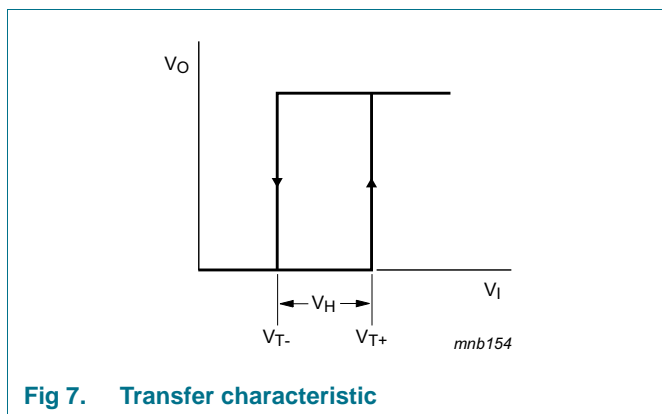 VO
VH
VI
VT-
VT+
mnb154
Fig 7. Transfer characteristic